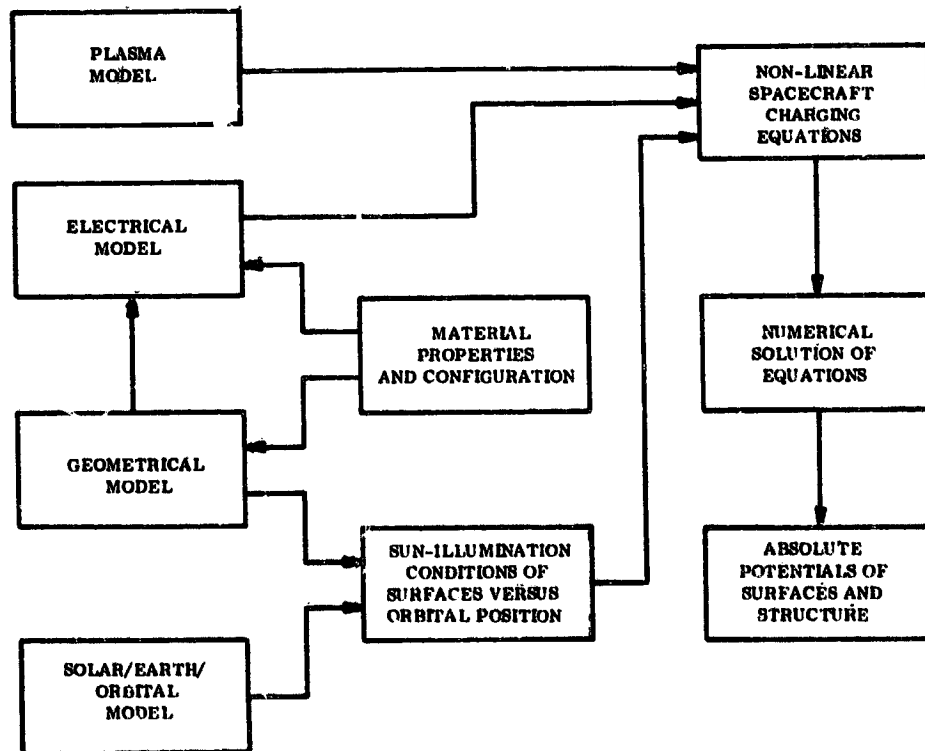 PLASMA
MODEL
NON-LINEAR
SPACECRAFT
CHARGING
EQUATIONS
ELECTRICAL
MODEL
MATERIAL
PROPERTIES
AND CONFIGURATION
NUMERICAL
SOLUTION OF
EQUATIONS
GEOMETRICAL
MODEL
SUN-ILLUMINATION
CONDITIONS OF
SURFACES VERSUS
ORBITAL POSITION
ABSOLUTE
POTENTIALS OF
SURFACES AND
STRUCTURE
SOLAR/EARTH/
ORBITAL
MODEL